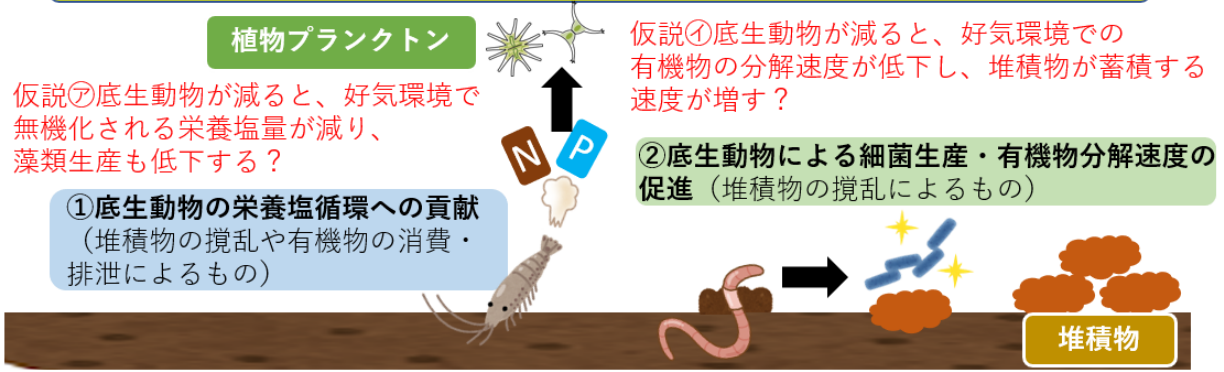 植物プランクトン
仮説㋐底生動物が減ると、好気環境で
無機化される栄養塩量が減り、
藻類生産も低下する？
①底生動物の栄養塩循環への貢献
（堆積物の撹乱や有機物の消費・
排泄によるもの）
N P
仮説㋑底生動物が減ると、好気環境での
有機物の分解速度が低下し、堆積物が蓄積する
速度が増す？
②底生動物による細菌生産・有機物分解速度の
促進（堆積物の撹乱によるもの）
堆積物